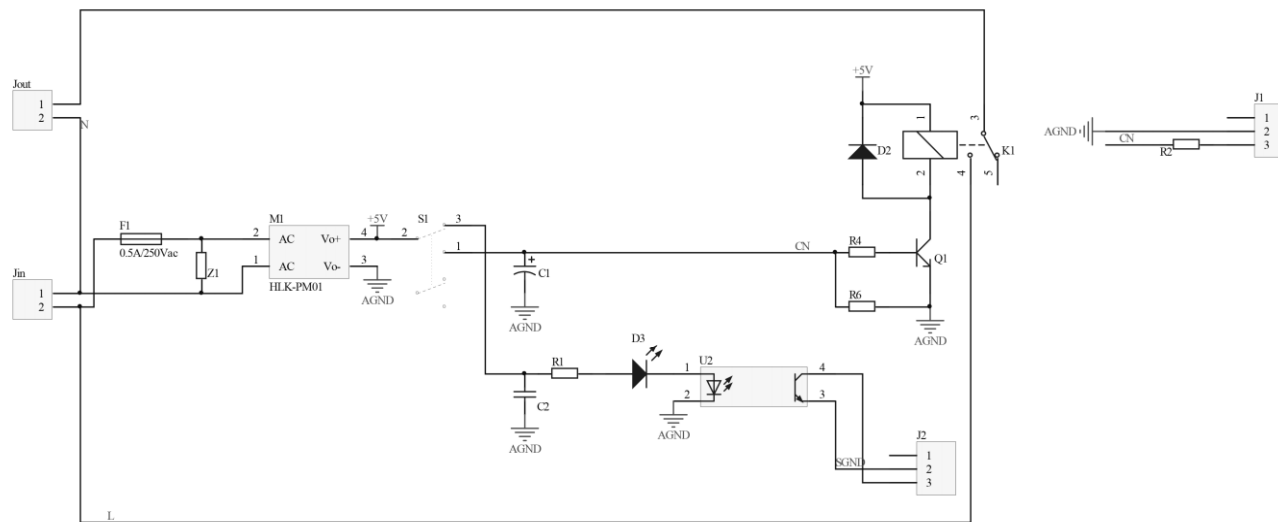 Jout
1
2
N
+5V
1
3
D2
K1
2
4
5
J1
1
AGND
2
CN
R2
3
F1
0.5A/250Vac
Z1
M1
2
AC
Vo+
4
+5V
1
AC
Vo-
3
HLK-PM01
AGND
2
S1
3
1
CN
C1
AGND
R4
Q1
R6
AGND
Jin
1
2
R1
D3
U2
1
4
2
3
C2
AGND
AGND
J2
1
SGND
2
3
L